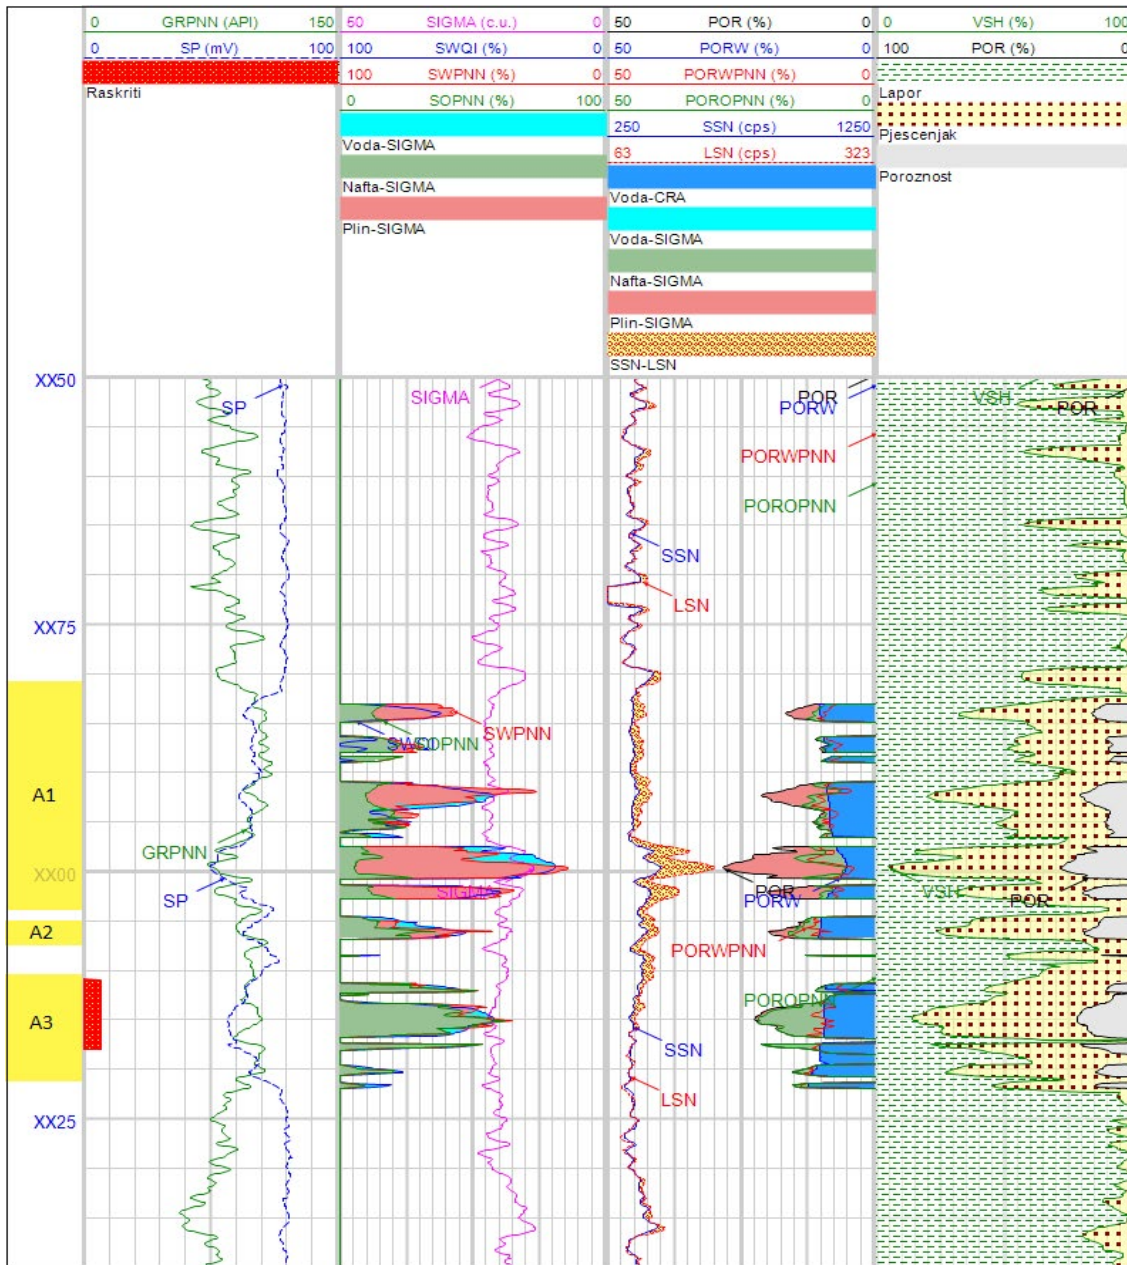 0 GRPNN (API) 150
0 SP (mV) 100
Raskriti
50 SIGMA (c.u.) 0
100 SWQI (%) 0
100 SWPNN (%) 0
0 SOPNN (%) 100
Voda-SIGMA
Nafta-SIGMA
Plin-SIGMA
50 POR (%) 0
50 PORW (%) 0
50 PORWPNN (%) 0
50 POROPNN (%) 0
250 SSN (cps) 1250
63 LSN (cps) 323
Voda-CRA
Voda-SIGMA
Nafta-SIGMA
Plin-SIGMA
SSN-LSN
0 VSH (%) 100
100 POR (%) 0
Lapor
Pjescenjak
Poroznost
XX50
SP
SIGMA
POR
PORW
VSH
POR
PORWPNN
POROPNN
SSN
LSN
XX75
SWPNN
SWQI
SOPNN
A1
GRPNN
XX00
SP
SIGMA
POR
PORW
VSH
POR
A2
PORWPNN
POROPNN
A3
SSN
LSN
XX25